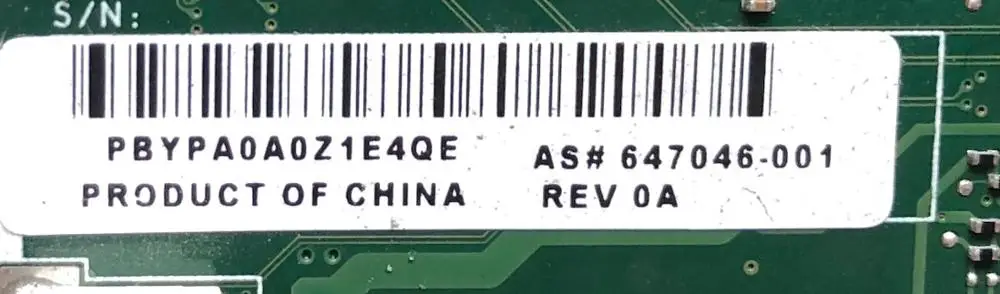 S/N:
PBYPA0A0Z1E4QE
AS# 647046-001
PRODUCT OF CHINA
REV 0A